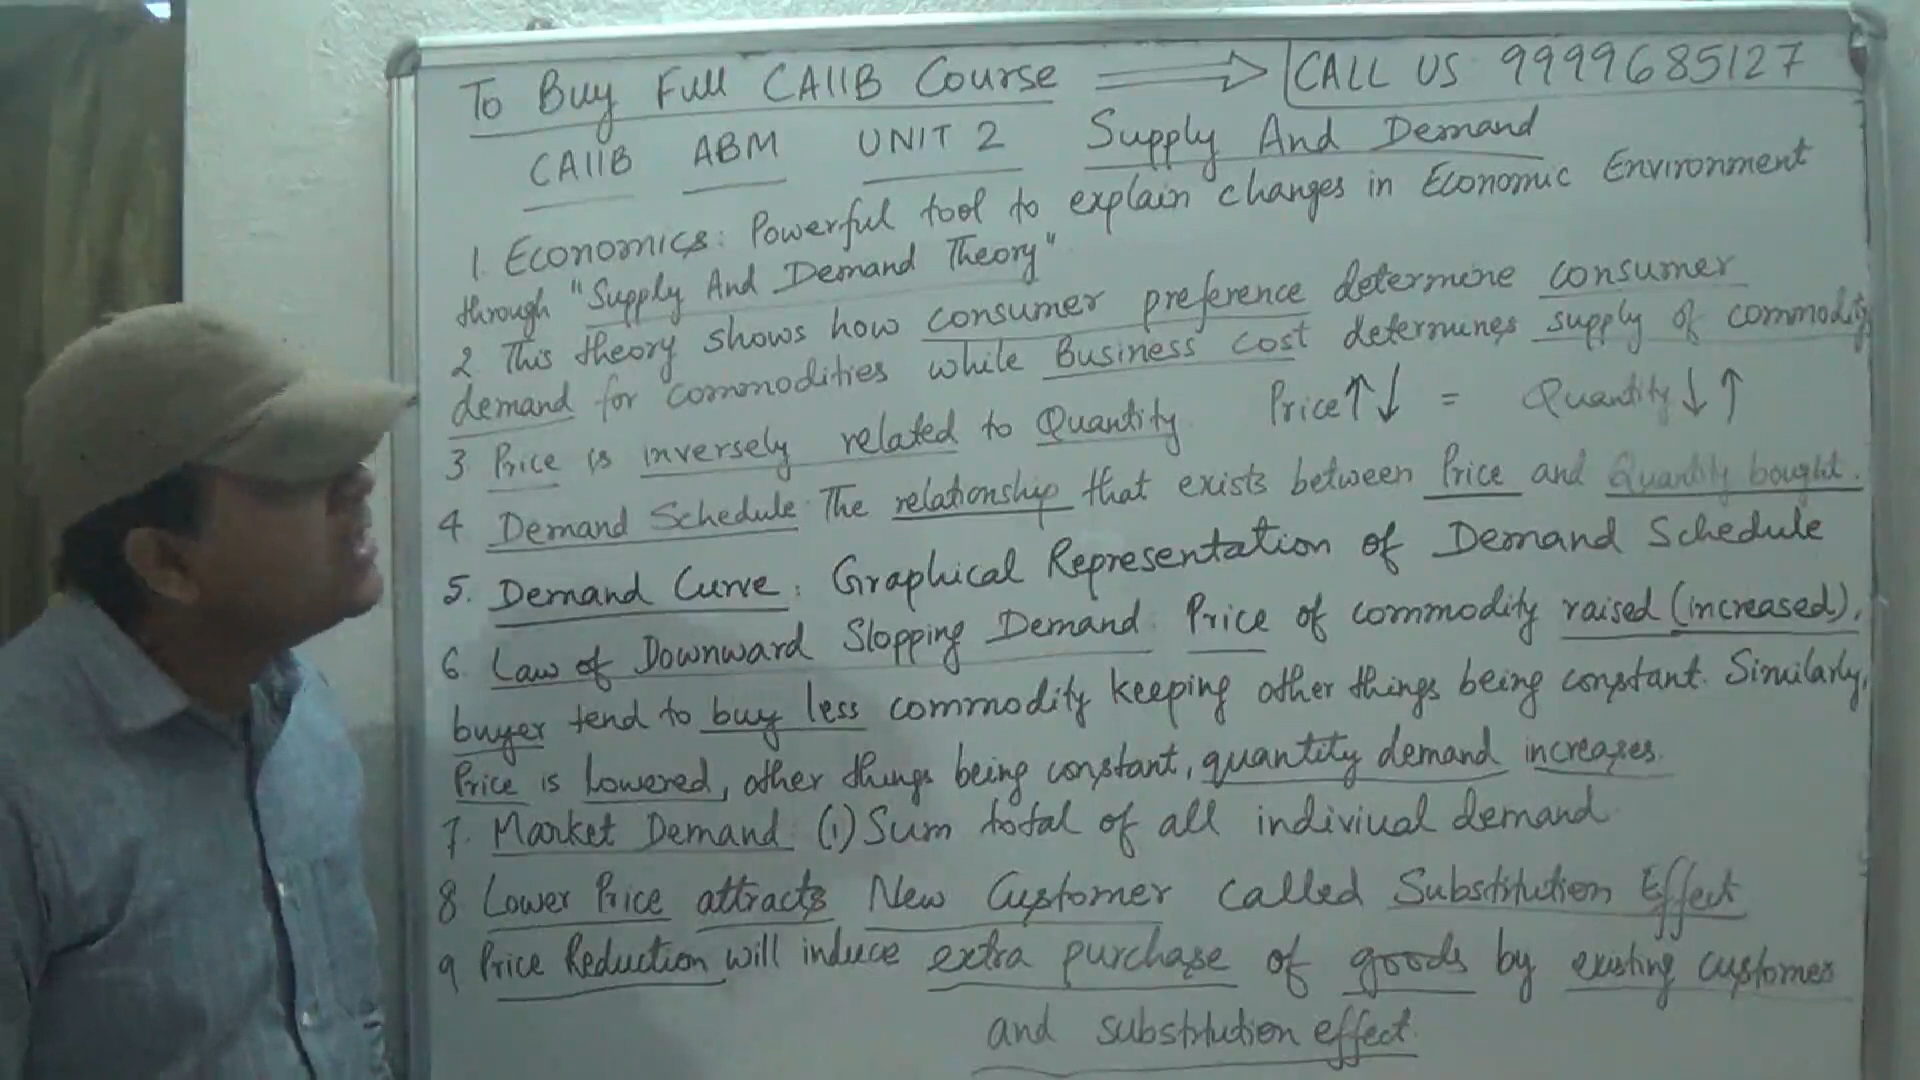 To Buy Full CAIIB Course ⟹ CALL US 9999685127
CAIIB ABM UNIT 2 Supply And Demand
1. Economics: Powerful tool to explain changes in Economic Environment
through "Supply And Demand Theory"
2. This theory shows how consumer preference determine consumer
demand for commodities while Business cost determines supply of commodity
3 Price is inversely related to Quantity Price↑↓ = Quantity↓↑
4 Demand Schedule: The relationship that exists between Price and Quantity bought.
5. Demand Curve: Graphical Representation of Demand Schedule
6. Law of Downward Slopping Demand: Price of commodity raised (increased),
buyer tend to buy less commodity keeping other things being constant. Similarly,
Price is lowered, other things being constant, quantity demand increases.
7. Market Demand: (1) Sum total of all indiviual demand
8 Lower Price attracts New Customer called Substitution Effect
9 Price Reduction will induce extra purchase of goods by existing customer
and substitution effect.